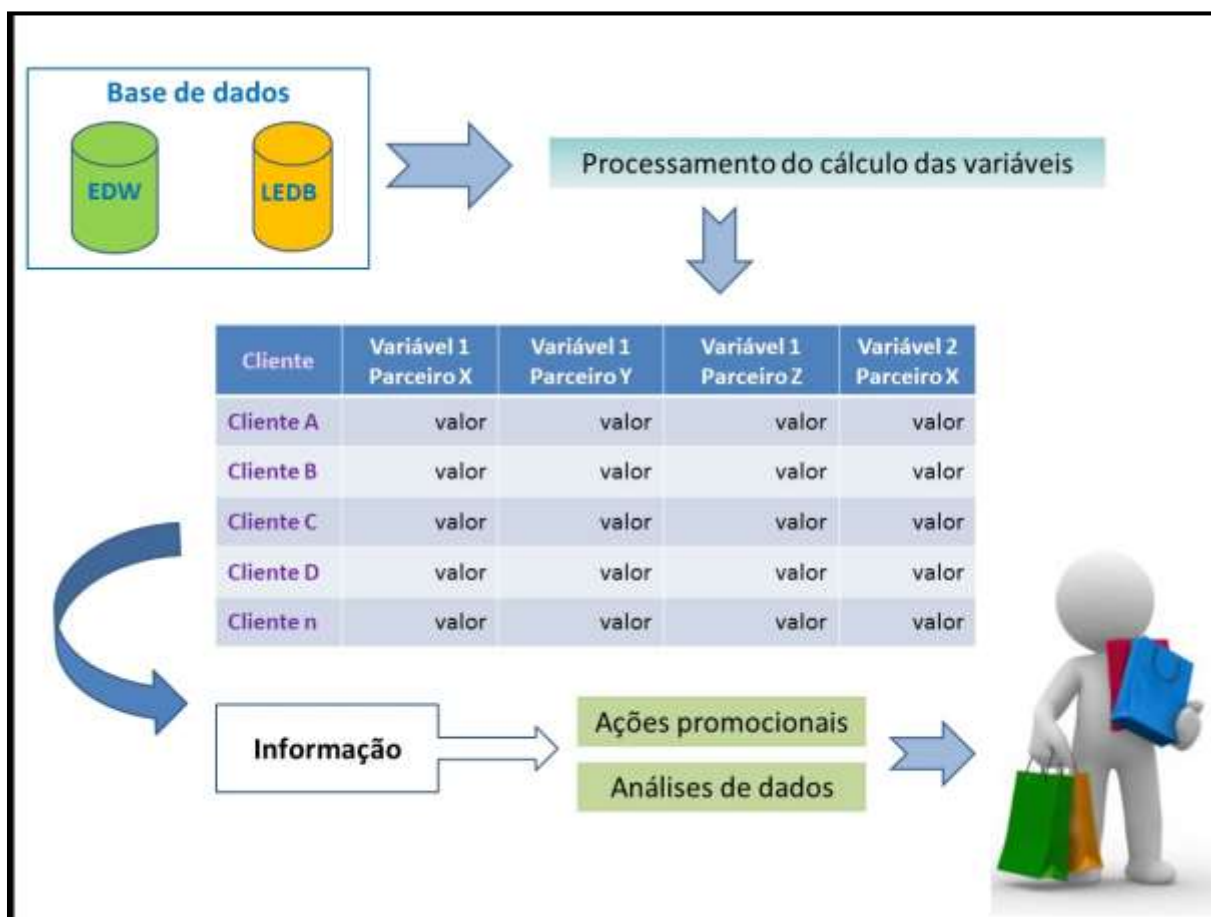 Base de dados
EDW
LEDB
Processamento do cálculo das variáveis
Cliente
Variável 1
Parceiro X
Variável 1
Parceiro Y
Variável 1
Parceiro Z
Variável 2
Parceiro X
Cliente A valor valor valor valor
Cliente B valor valor valor valor
Cliente C valor valor valor valor
Cliente D valor valor valor valor
Cliente n valor valor valor valor
Informação
Ações promocionais
Análises de dados